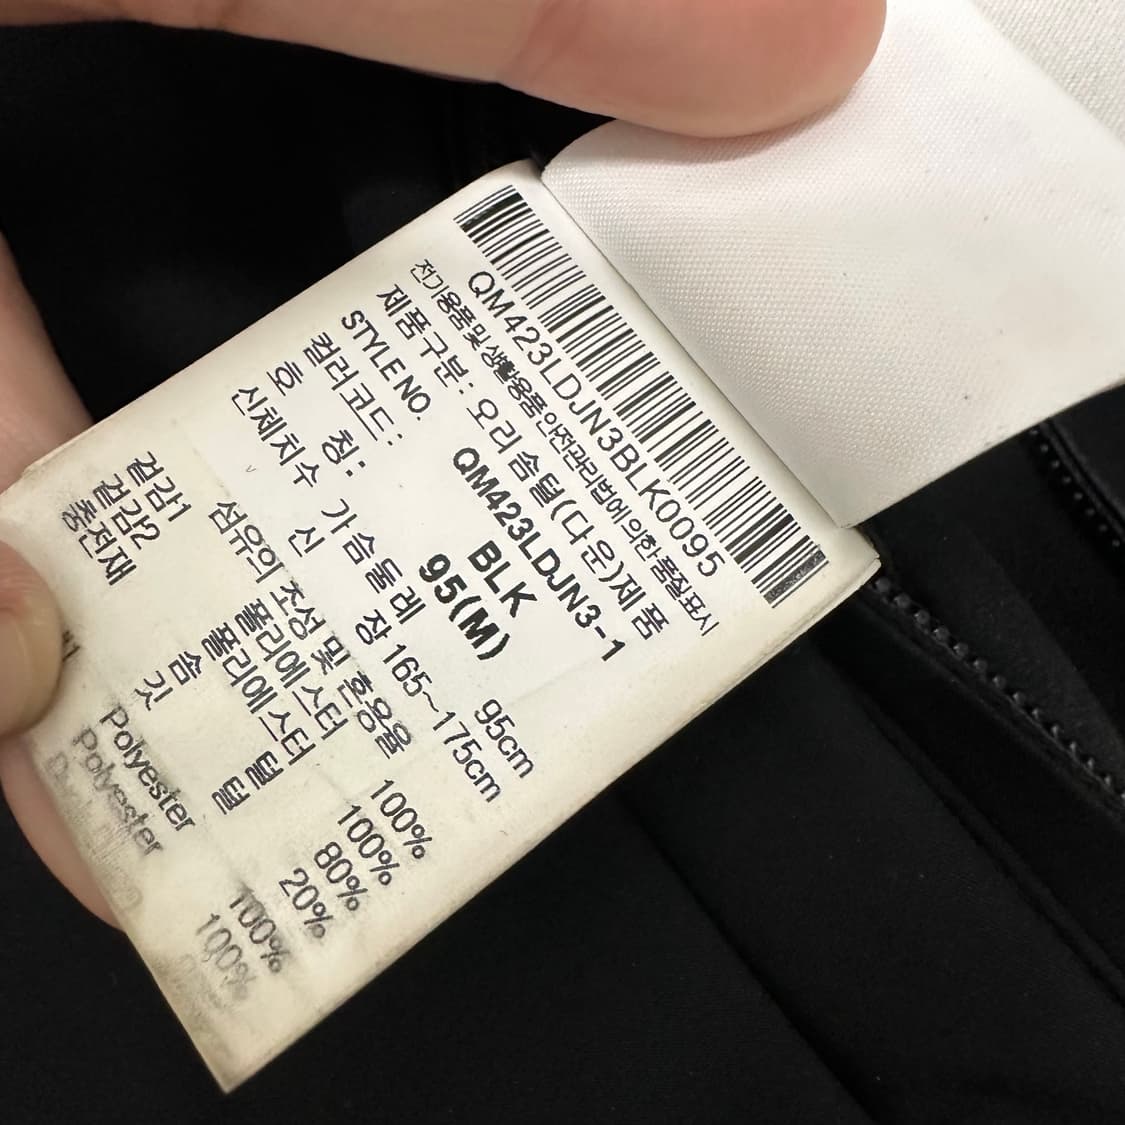 QM423LDJN3BLK0095
전기용품및 생활용품 안전관리법에 의한 품질표시
제품구분: 오리솜털(다운)제품
STYLE NO. QM423LDJN3-1
컬러코드: BLK
호 칭: 95(M)
신체치수 가슴둘레 95cm
신 장 165~175cm
섬유의 조성 및 혼용율
겉감1 폴리에스터 100%
겉감2 폴리에스터 100%
충전재 솜 털 80%
깃 털 20%
Polyester 100%
Polyester 100%